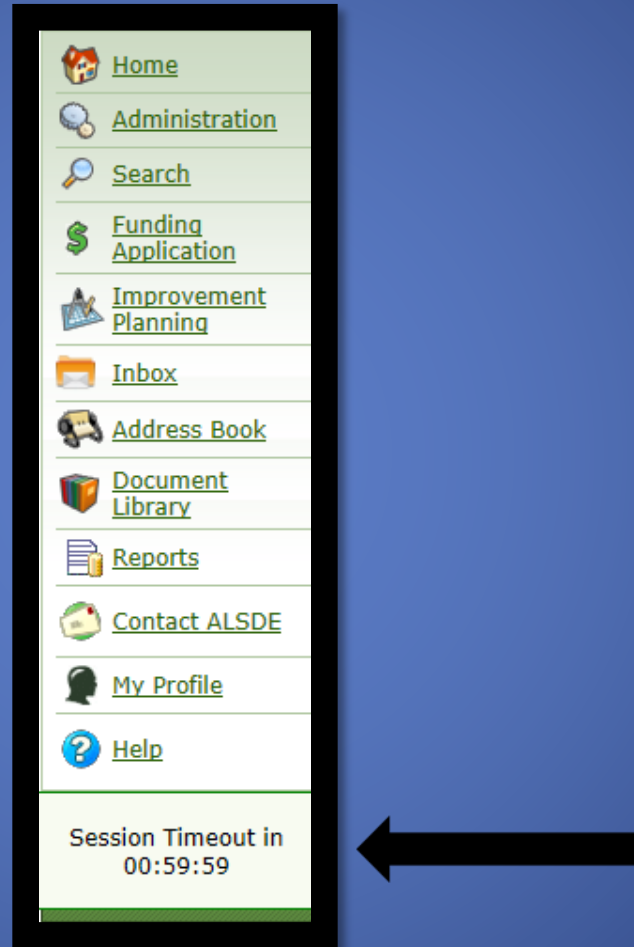 Home
Administration
Search
Funding
Application
Improvement
Planning
Inbox
Address Book
Document
Library
Reports
Contact ALSDE
My Profile
Help
Session Timeout in
00:59:59